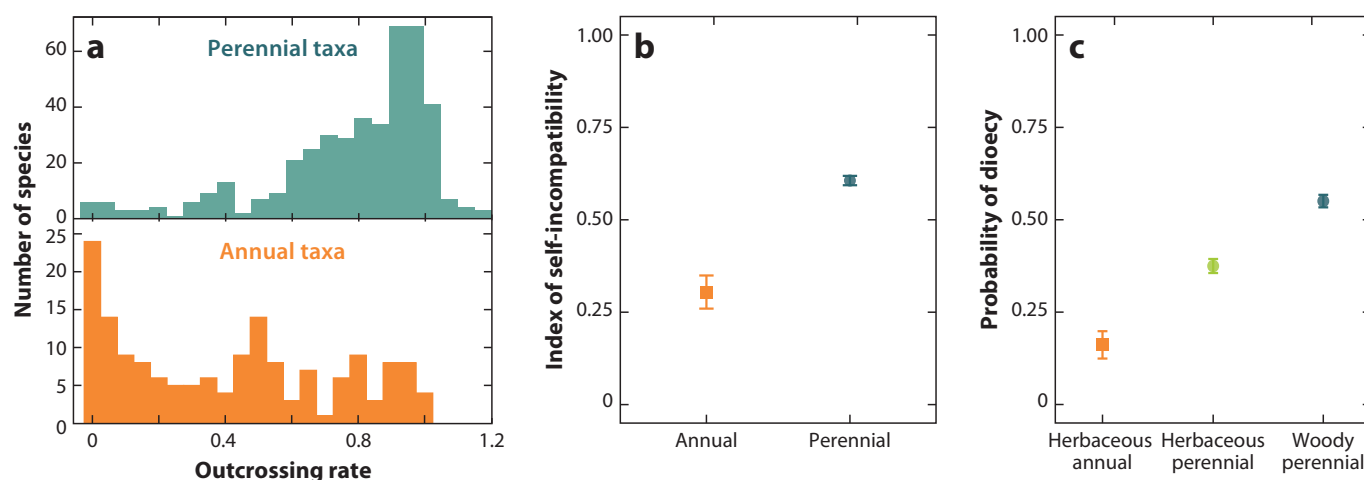 a
Perennial taxa
60
40
20
0
Annual taxa
25
20
15
10
5
0
Number of species
0 0.4 0.8 1.2
Outcrossing rate
b
1.00
0.75
0.50
0.25
0
Index of self-incompatibility
Annual Perennial
c
1.00
0.75
0.50
0.25
0
Probability of dioecy
Herbaceous Herbaceous Woody
annual perennial perennial